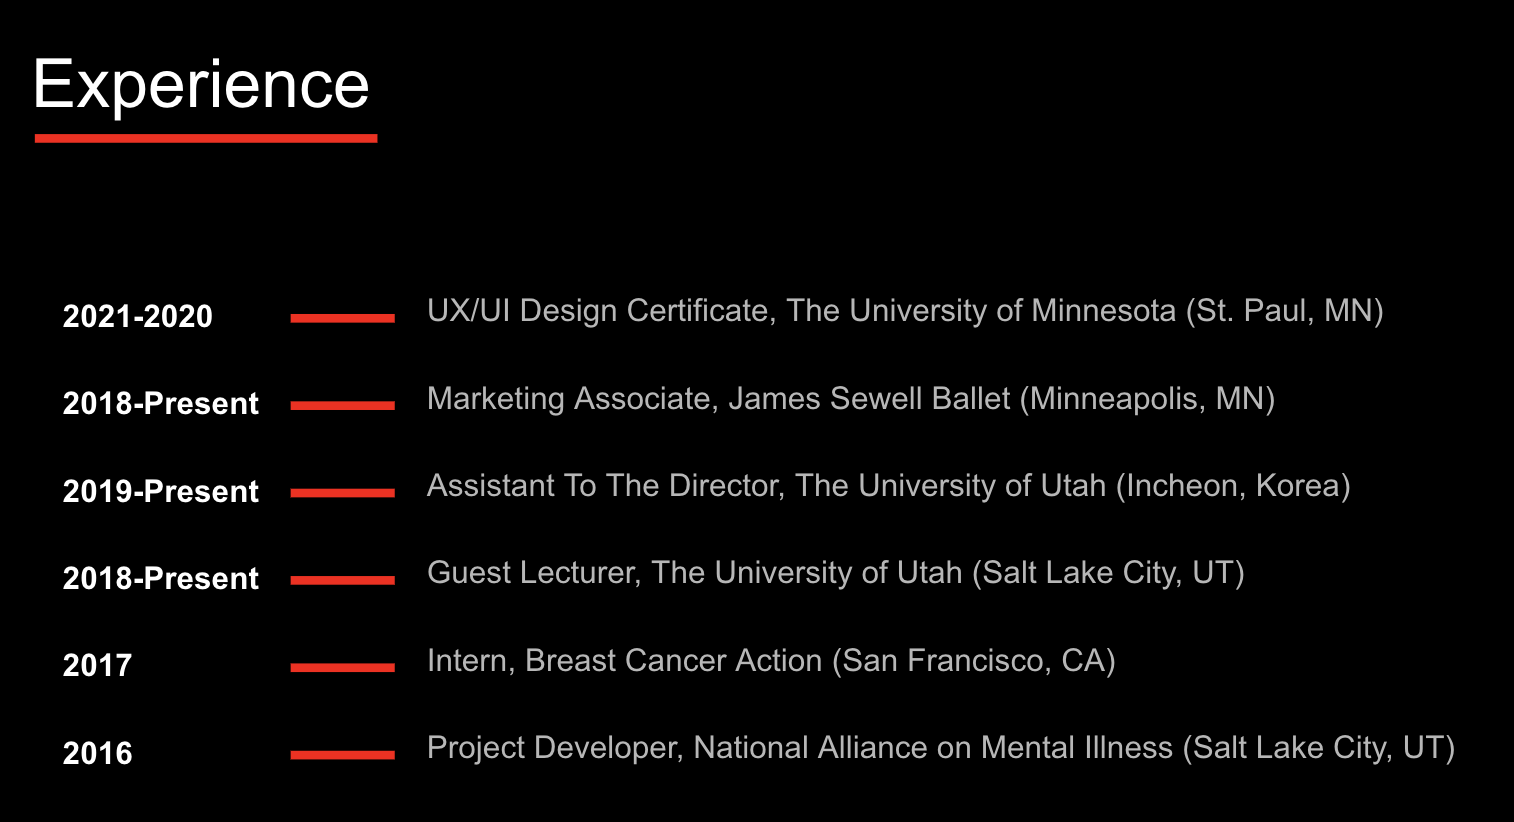 Experience
2021-2020 UX/UI Design Certificate, The University of Minnesota (St. Paul, MN)
2018-Present Marketing Associate, James Sewell Ballet (Minneapolis, MN)
2019-Present Assistant To The Director, The University of Utah (Incheon, Korea)
2018-Present Guest Lecturer, The University of Utah (Salt Lake City, UT)
2017 Intern, Breast Cancer Action (San Francisco, CA)
2016 Project Developer, National Alliance on Mental Illness (Salt Lake City, UT)